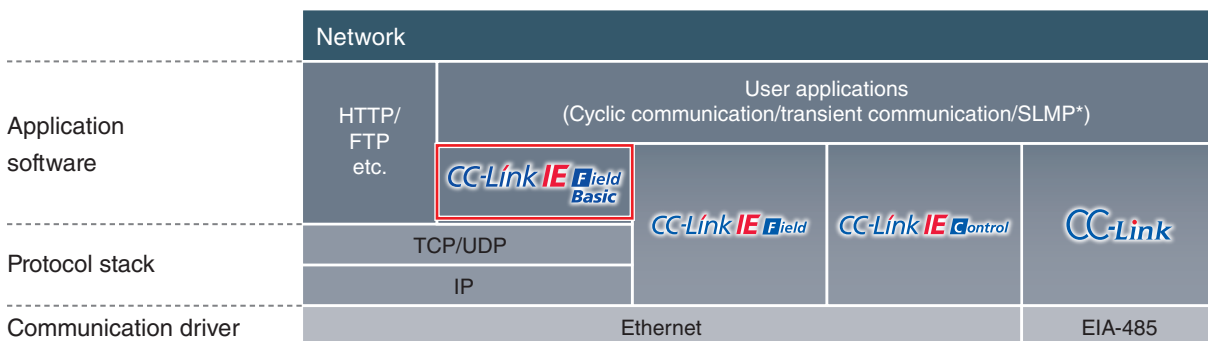 Network
Application
software
HTTP/
FTP
etc.
User applications
(Cyclic communication/transient communication/SLMP*)
CC-Link IE Field
Basic
CC-Link IE Field
CC-Link IE Control
CC-Link
Protocol stack
TCP/UDP
IP
Communication driver
Ethernet
EIA-485